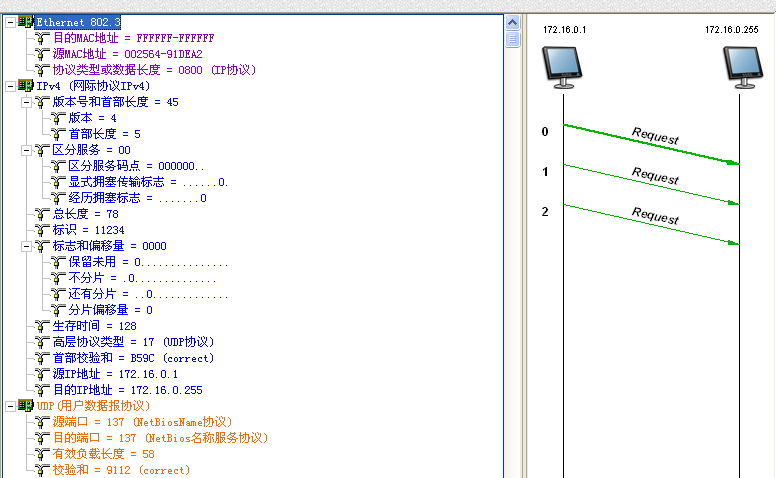 Ethernet 802.3
目的MAC地址 = FFFFFF-FFFFFF
源MAC地址 = 002564-91DEA2
协议类型或数据长度 = 0800 (IP协议)
IPv4 (网际协议IPv4)
版本号和首部长度 = 45
版本 = 4
首部长度 = 5
区分服务 = 00
区分服务码点 = 000000..
显式拥塞传输标志 = ......0.
经历拥塞标志 = .......0
总长度 = 78
标识 = 11234
标志和偏移量 = 0000
保留未用 = 0...............
不分片 = .0..............
还有分片 = ..0.............
分片偏移量 = 0
生存时间 = 128
高层协议类型 = 17 (UDP协议)
首部校验和 = B59C (correct)
源IP地址 = 172.16.0.1
目的IP地址 = 172.16.0.255
UDP(用户数据报协议)
源端口 = 137 (NetBiosName协议)
目的端口 = 137 (NetBios名称服务协议)
有效负载长度 = 58
校验和 = 9112 (correct)
172.16.0.1
172.16.0.255
0
Request
1
Request
2
Request